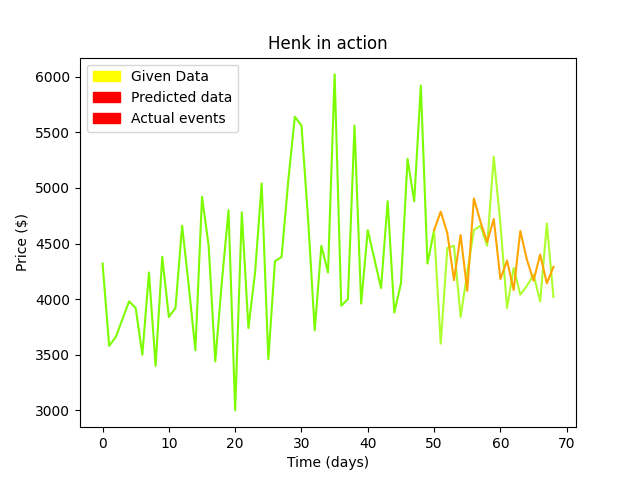 Henk in action
Given Data
Predicted data
Actual events
Price ($)
6000
5500
5000
4500
4000
3500
3000
0 10 20 30 40 50 60 70
Time (days)